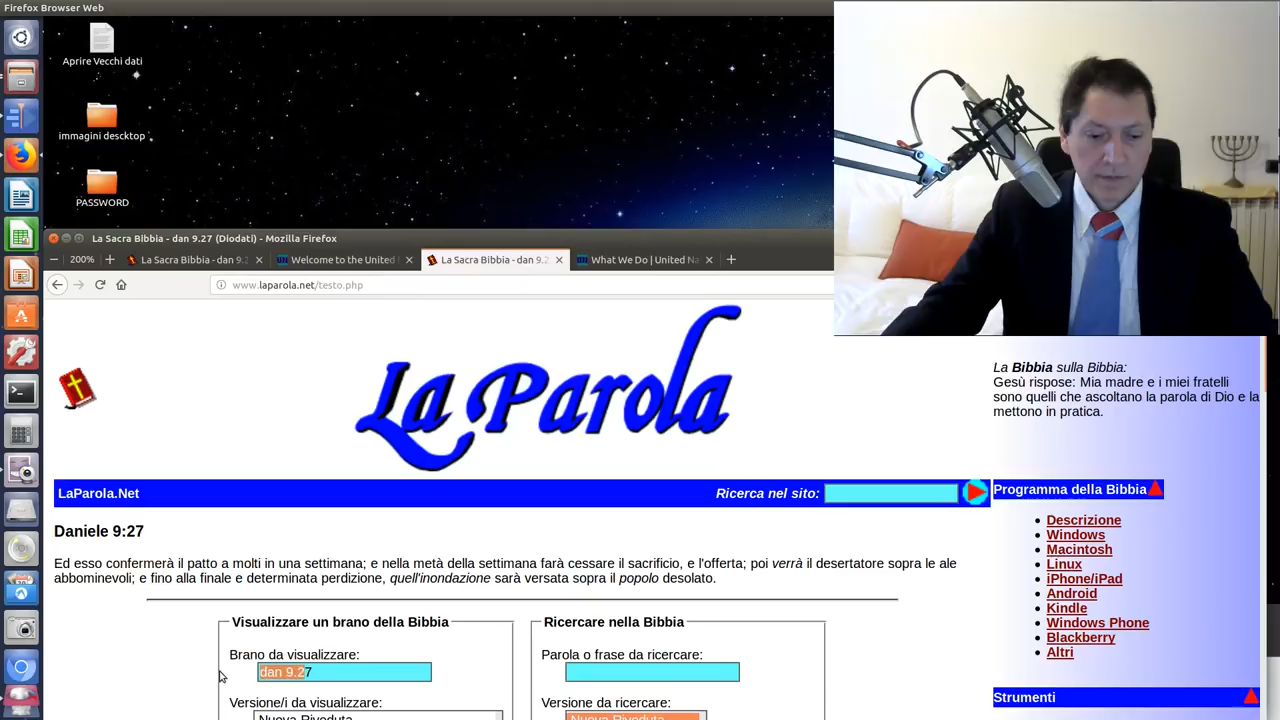 Firefox Browser Web
Aprire Vecchi dati
immagini descktop
PASSWORD
La Sacra Bibbia - dan 9.27 (Diodati) - Mozilla Firefox
200%
La Sacra Bibbia - dan 9.2
Welcome to the United
La Sacra Bibbia - dan 9.2
What We Do | United Na
www.laparola.net/testo.php
La Parola
La Bibbia sulla Bibbia:
Gesù rispose: Mia madre e i miei fratelli
sono quelli che ascoltano la parola di Dio e la
mettono in pratica.
LaParola.Net
Ricerca nel sito:
Programma della Bibbia
Descrizione
Windows
Macintosh
Linux
iPhone/iPad
Android
Kindle
Windows Phone
Blackberry
Altri
Strumenti
Daniele 9:27
Ed esso confermerà il patto a molti in una settimana; e nella metà della settimana farà cessare il sacrificio, e l'offerta; poi verrà il desertatore sopra le ale
abbominevoli; e fino alla finale e determinata perdizione, quell'inondazione sarà versata sopra il popolo desolato.
Visualizzare un brano della Bibbia
Brano da visualizzare:
dan 9.27
Versione/i da visualizzare:
Nuova Riveduta
Ricercare nella Bibbia
Parola o frase da ricercare:
Versione da ricercare:
Nuova Riveduta